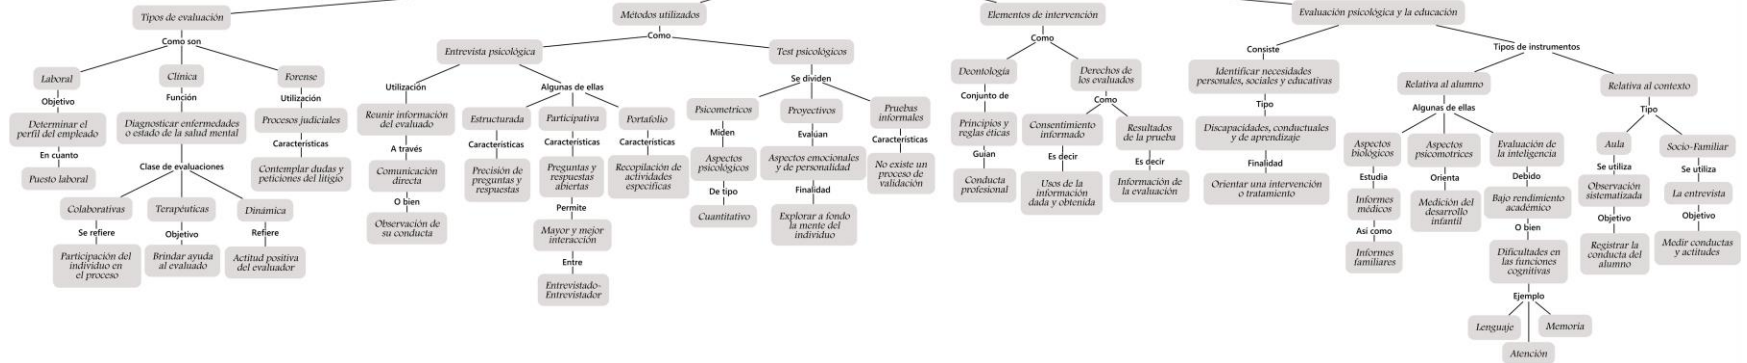 Tipos de evaluación
Como son
Laboral
Objetivo
Determinar el
perfil del empleado
En cuanto
Puesto laboral
Clínica
Función
Diagnosticar enfermedades
o estado de la salud mental
Clase de evaluaciones
Colaborativas
Se refiere
Participación del
individuo en
el proceso
Terapéuticas
Objetivo
Brindar ayuda
al evaluado
Dinámica
Refiere
Actitud positiva
del evaluador
Forense
Utilización
Procesos judiciales
Características
Contemplar dudas y
peticiones del litigio
Métodos utilizados
Como
Entrevista psicológica
Utilización
Reunir información
del evaluado
A través
Comunicación
directa
O bien
Observación de
su conducta
Algunas de ellas
Estructurada
Características
Precisión de
preguntas y
respuestas
Participativa
Características
Preguntas y
respuestas
abiertas
Permite
Mayor y mejor
interacción
Entre
Entrevistado-
Entrevistador
Portafolio
Características
Recopilación de
actividades
especificas
Test psicológicos
Se dividen
Psicometricos
Miden
Aspectos
psicológicos
De tipo
Cuantitativo
Proyectivos
Evalúan
Aspectos emocionales
y de personalidad
Finalidad
Explorar a fondo
la mente del
individuo
Pruebas
informales
Características
No existe un
proceso de
validación
Elementos de intervención
Como
Deontología
Conjunto de
Principios y
reglas éticas
Guían
Conducta
profesional
Derechos de
los evaluados
Como
Consentimiento
informado
Es decir
Usos de la
información
dada y obtenida
Resultados
de la prueba
Es decir
Información de
la evaluación
Evaluación psicológica y la educación
Consiste
Identificar necesidades
personales, sociales y educativas
Tipo
Discapacidades, conductuales
y de aprendizaje
Finalidad
Orientar una intervención
o tratamiento
Tipos de instrumentos
Relativa al alumno
Algunas de ellas
Aspectos
biológicos
Estudia
Informes
médicos
Así como
Informes
familiares
Aspectos
psicomotrices
Orienta
Medición del
desarrollo
infantil
Evaluación de
la inteligencia
Debido
Bajo rendimiento
académico
O bien
Dificultades en
las funciones
cognitivas
Ejemplo
Lenguaje
Atención
Memoria
Relativa al contexto
Tipo
Aula
Se utiliza
Observación
sistematizada
Objetivo
Registrar la
conducta del
alumno
Socio-Familiar
Se utiliza
La entrevista
Objetivo
Medir conductas
y actitudes